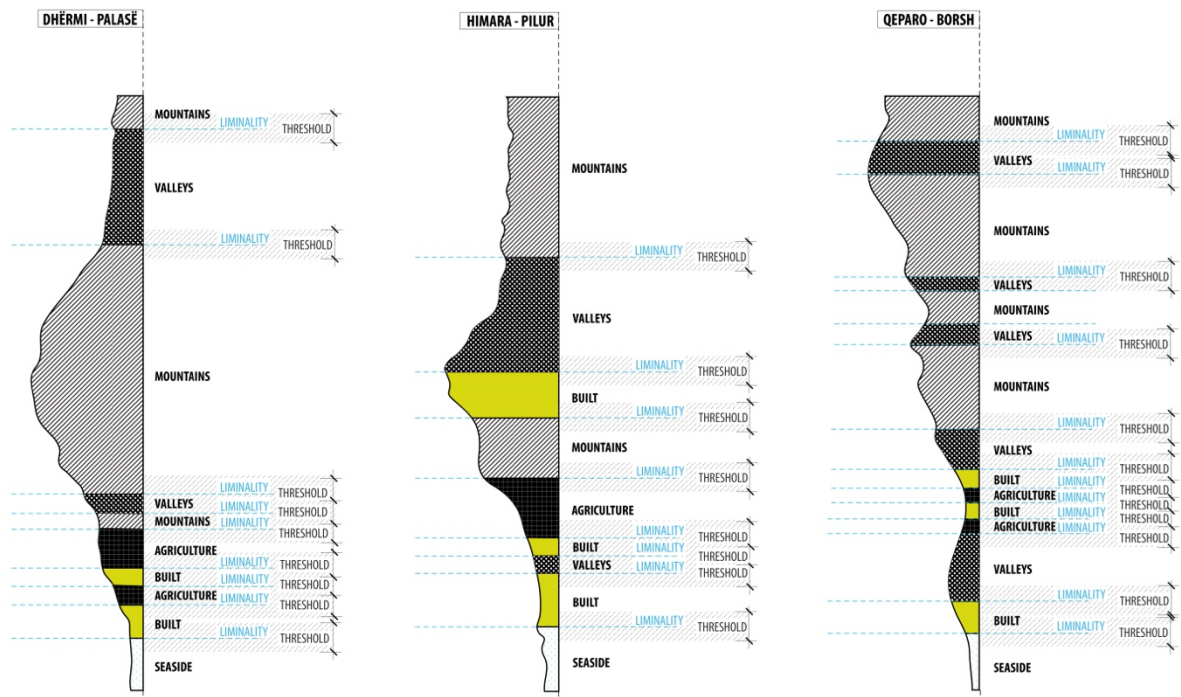 DHËRMI - PALASË
MOUNTAINS
LIMINALITY
THRESHOLD
VALLEYS
LIMINALITY
THRESHOLD
MOUNTAINS
LIMINALITY
THRESHOLD
VALLEYS
LIMINALITY
THRESHOLD
MOUNTAINS
LIMINALITY
THRESHOLD
AGRICULTURE
LIMINALITY
THRESHOLD
BUILT
LIMINALITY
THRESHOLD
AGRICULTURE
LIMINALITY
THRESHOLD
BUILT
LIMINALITY
THRESHOLD
SEASIDE
HIMARA - PILUR
MOUNTAINS
LIMINALITY
THRESHOLD
VALLEYS
LIMINALITY
THRESHOLD
BUILT
LIMINALITY
THRESHOLD
MOUNTAINS
LIMINALITY
THRESHOLD
AGRICULTURE
LIMINALITY
THRESHOLD
BUILT
LIMINALITY
THRESHOLD
VALLEYS
LIMINALITY
THRESHOLD
BUILT
LIMINALITY
THRESHOLD
SEASIDE
QEPARO - BORSH
MOUNTAINS
LIMINALITY
THRESHOLD
VALLEYS
LIMINALITY
THRESHOLD
MOUNTAINS
LIMINALITY
THRESHOLD
VALLEYS
MOUNTAINS
VALLEYS
LIMINALITY
THRESHOLD
MOUNTAINS
LIMINALITY
THRESHOLD
VALLEYS
LIMINALITY
THRESHOLD
BUILT
LIMINALITY
THRESHOLD
AGRICULTURE
LIMINALITY
THRESHOLD
BUILT
LIMINALITY
THRESHOLD
AGRICULTURE
LIMINALITY
THRESHOLD
VALLEYS
LIMINALITY
THRESHOLD
BUILT
LIMINALITY
THRESHOLD
SEASIDE